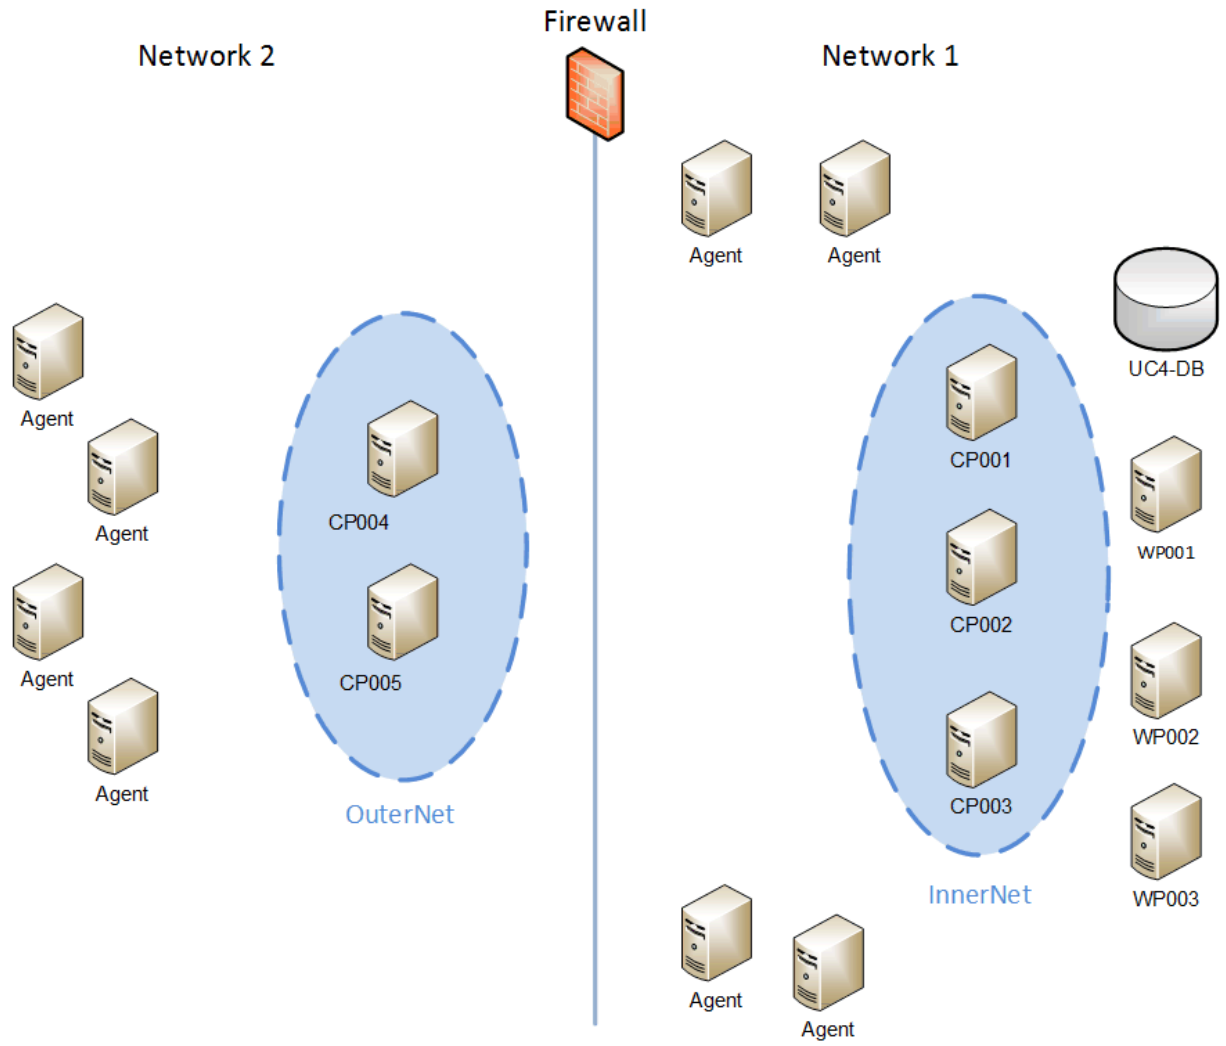 Firewall
Network 2
Network 1
Agent
Agent
UC4-DB
Agent
CP001
CP004
Agent
WP001
CP002
Agent
CP005
WP002
Agent
CP003
OuterNet
InnerNet
WP003
Agent
Agent